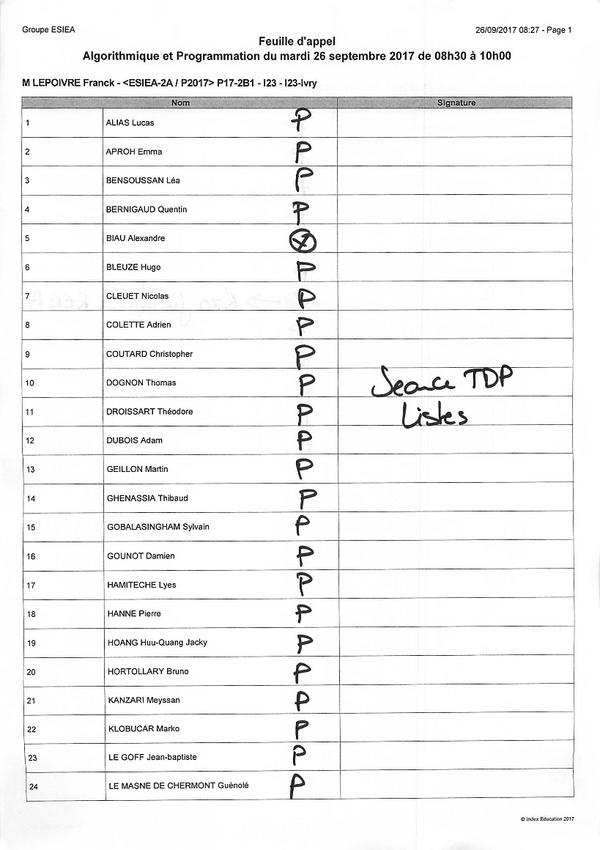 Groupe ESIEA 26/09/2017 08:27 - Page 1
Feuille d'appel
Algorithmique et Programmation du mardi 26 septembre 2017 de 08h30 à 10h00
M LEPOIVRE Franck - <ESIEA-2A / P2017> P17-2B1 - I23 - I23-Ivry
Nom Signature
1 ALIAS Lucas P
2 APROH Emma P
3 BENSOUSSAN Léa P
4 BERNIGAUD Quentin P
5 BIAU Alexandre
6 BLEUZE Hugo P
7 CLEUET Nicolas P
8 COLETTE Adrien P
9 COUTARD Christopher P
10 DOGNON Thomas P Seance TDP
11 DROISSART Théodore P Listes
12 DUBOIS Adam P
13 GEILLON Martin P
14 GHENASSIA Thibaud P
15 GOBALASINGHAM Sylvain P
16 GOUNOT Damien P
17 HAMITECHE Lyes P
18 HANNE Pierre P
19 HOANG Huu-Quang Jacky P
20 HORTOLLARY Bruno P
21 KANZARI Meyssan P
22 KLOBUCAR Marko P
23 LE GOFF Jean-baptiste P
24 LE MASNE DE CHERMONT Guénolé P
© Index Education 2017